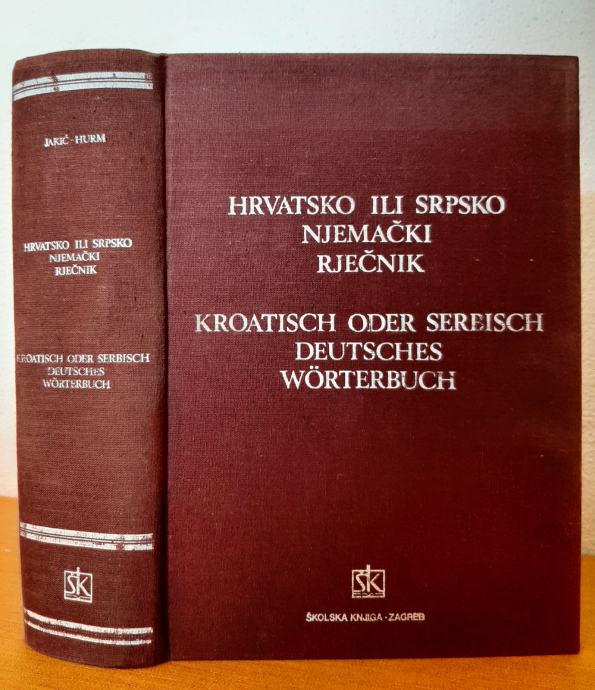 JAKIĆ - HURM
HRVATSKO ILI SRPSKO
NJEMAČKI
RJEČNIK
KROATISCH ODER SERBISCH
DEUTSCHES
WÖRTERBUCH
ŠK
HRVATSKO ILI SRPSKO
NJEMAČKI
RJEČNIK
KROATISCH ODER SERBISCH
DEUTSCHES
WÖRTERBUCH
ŠK
ŠKOLSKA KNJIGA · ZAGREB